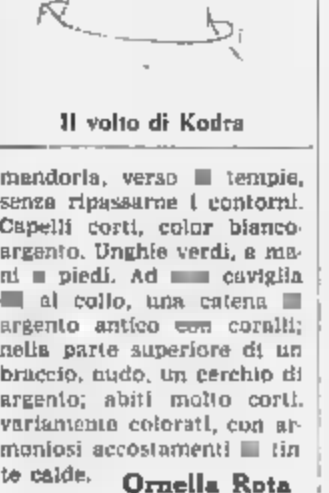 Il volto di Kodra
mandorla, verso tempie,
senza ripassarne i contorni.
Capelli corti, color bianco-
argento. Unghie verdi, a ma-
ni piedi. Ad caviglia
al collo, una catena
argento antico con coralli;
nella parte superiore di un
braccio, nudo, un cerchio di
argento; abiti molto corti,
variamente colorati, con ar-
moniosi accostamenti tin
te calde.
Ornella Rota